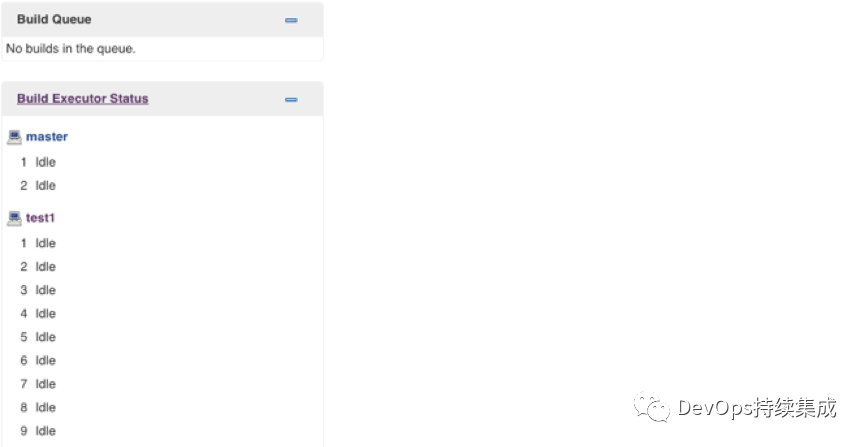 Build Queue
No builds in the queue.
Build Executor Status
master
1 Idle
2 Idle
test1
1 Idle
2 Idle
3 Idle
4 Idle
5 Idle
6 Idle
7 Idle
8 Idle
9 Idle
DevOps持续集成